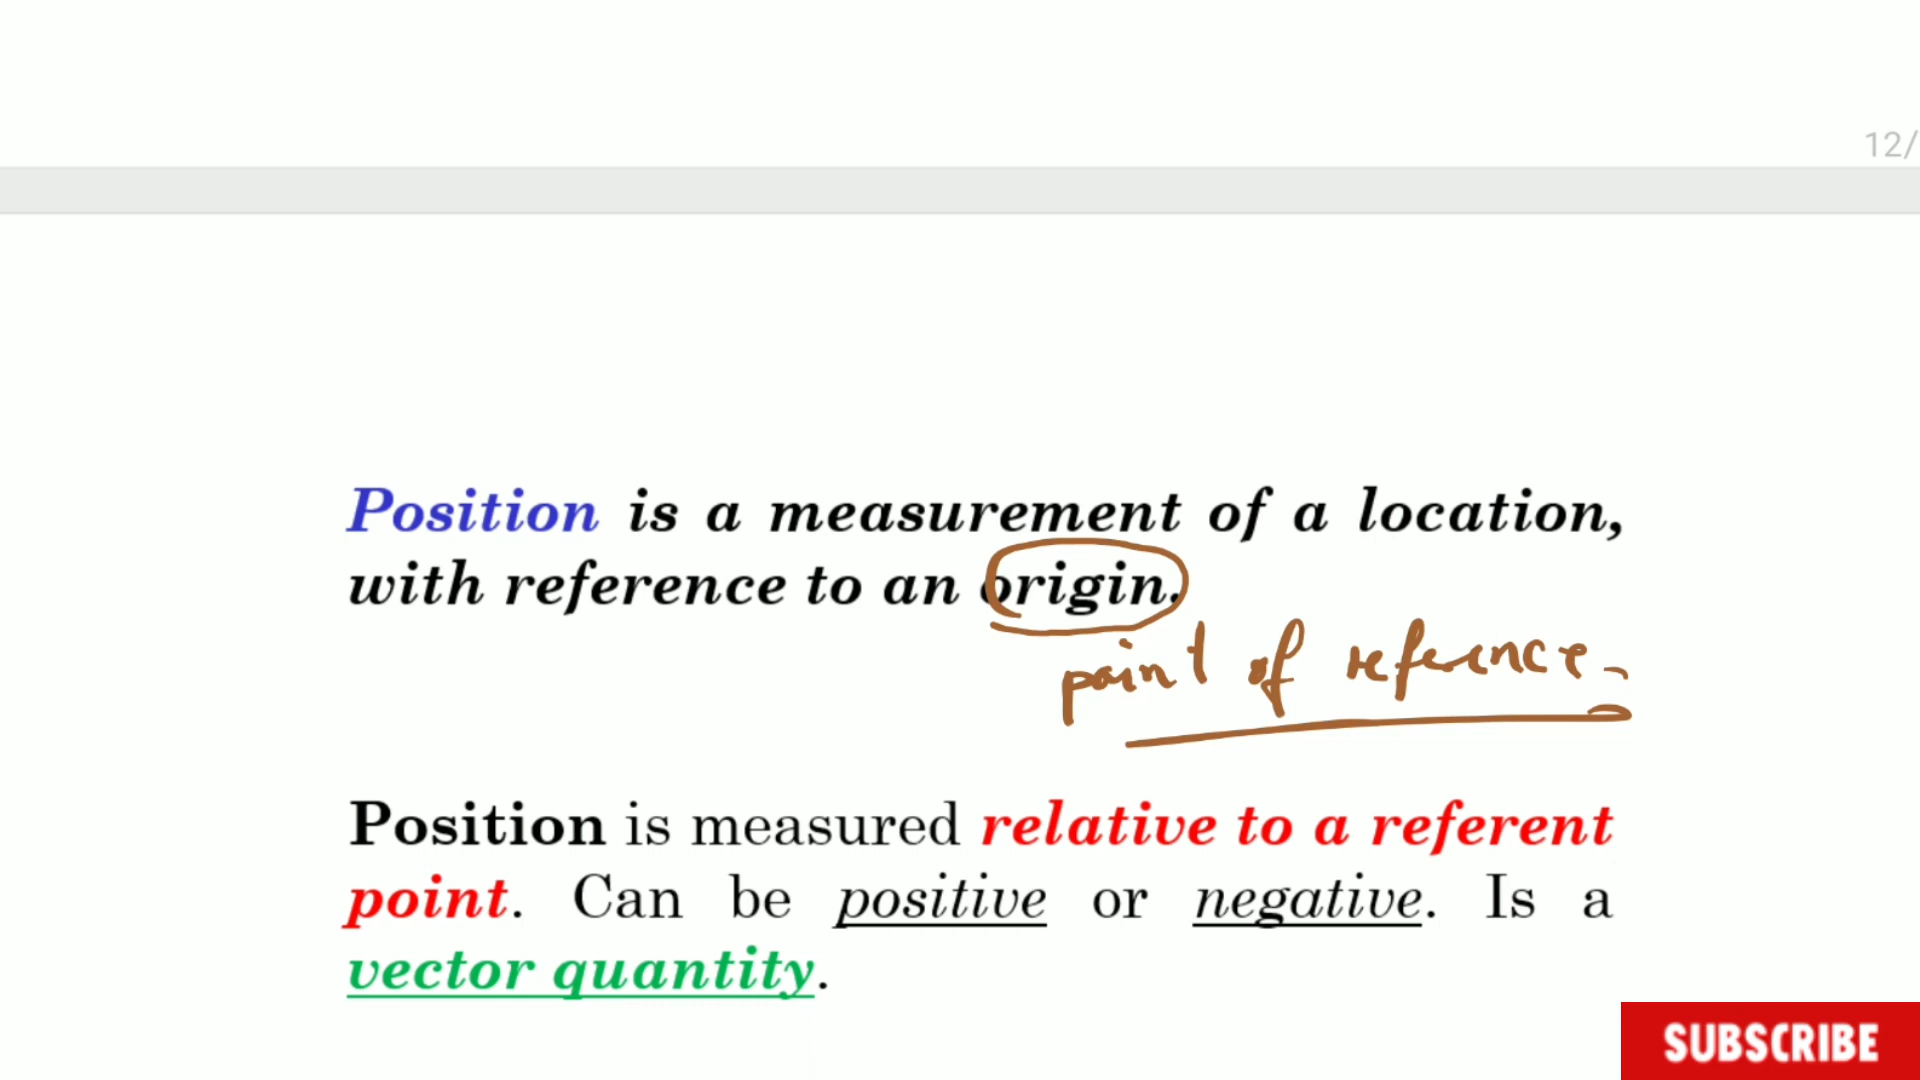 12/
Position is a measurement of a location,
with reference to an origin.
point of reference.
Position is measured relative to a referent
point. Can be positive or negative. Is a
vector quantity.
SUBSCRIBE